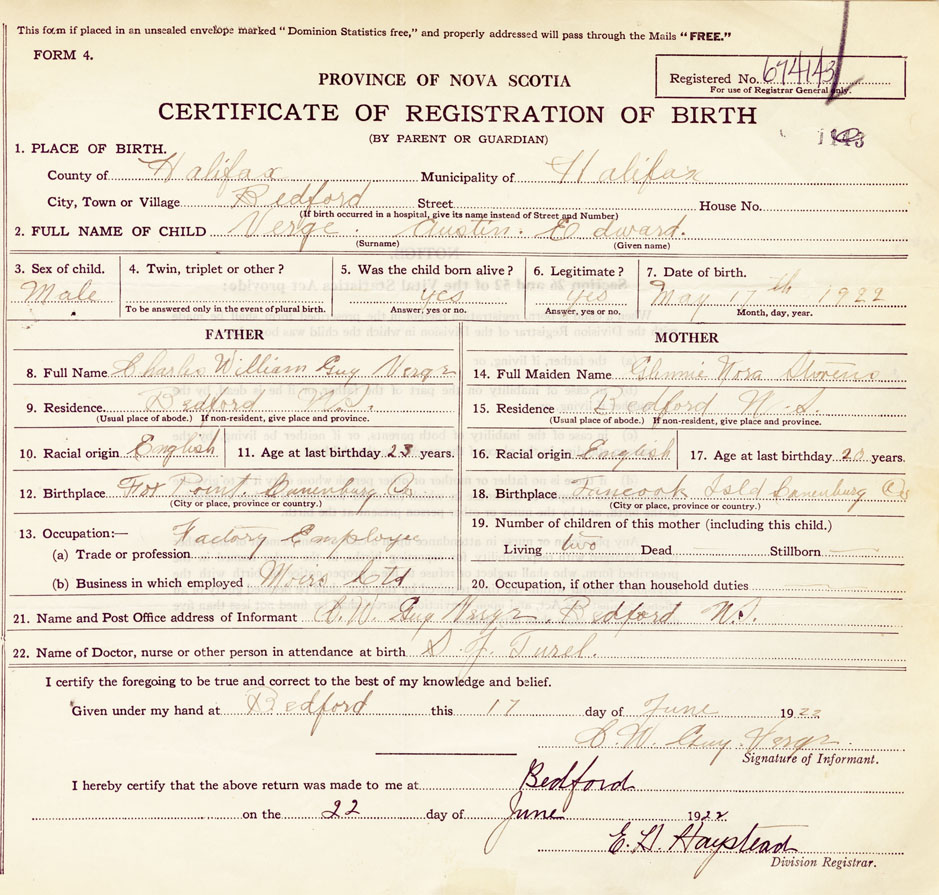 This form if placed in an unsealed envelope marked "Dominion Statistics free," and properly addressed will pass through the Mails "FREE."
FORM 4.
PROVINCE OF NOVA SCOTIA
Registered No. 674143
For use of Registrar General only.
CERTIFICATE OF REGISTRATION OF BIRTH
(BY PARENT OR GUARDIAN)
1. PLACE OF BIRTH.
County of Halifax Municipality of Halifax
City, Town or Village Bedford Street House No.
(If birth occurred in a hospital, give its name instead of Street and Number)
2. FULL NAME OF CHILD Verge. Austin. Edward.
(Surname) (Given name)
3. Sex of child. 4. Twin, triplet or other? 5. Was the child born alive? 6. Legitimate? 7. Date of birth.
Male yes yes May 17th 1922
To be answered only in the event of plural birth. Answer, yes or no. Answer, yes or no. Month, day, year.
FATHER
8. Full Name Charles William Guy Verge
9. Residence Bedford N.S.
(Usual place of abode.) If non-resident, give place and province.
10. Racial origin English 11. Age at last birthday 23 years.
12. Birthplace Fox Point. Lunenburg Co
(City or place, province or country.)
13. Occupation:— Factory Employee
(a) Trade or profession
(b) Business in which employed Moirs Ltd
MOTHER
14. Full Maiden Name Nora Stevens
15. Residence Bedford N.S.
(Usual place of abode.) If non-resident, give place and province.
16. Racial origin English 17. Age at last birthday 20 years.
18. Birthplace Tancook Isld Lunenburg Co
(City or place, province or country.)
19. Number of children of this mother (including this child.)
Living two Dead Stillborn
20. Occupation, if other than household duties
21. Name and Post Office address of Informant C. W. Guy Verge. Bedford N.S.
22. Name of Doctor, nurse or other person in attendance at birth
I certify the foregoing to be true and correct to the best of my knowledge and belief.
Given under my hand at Bedford this 17 day of June 1922
C. W. Guy. Verge.
Signature of Informant.
I hereby certify that the above return was made to me at Bedford
on the 22 day of June 1922
E. H. Haystead
Division Registrar.